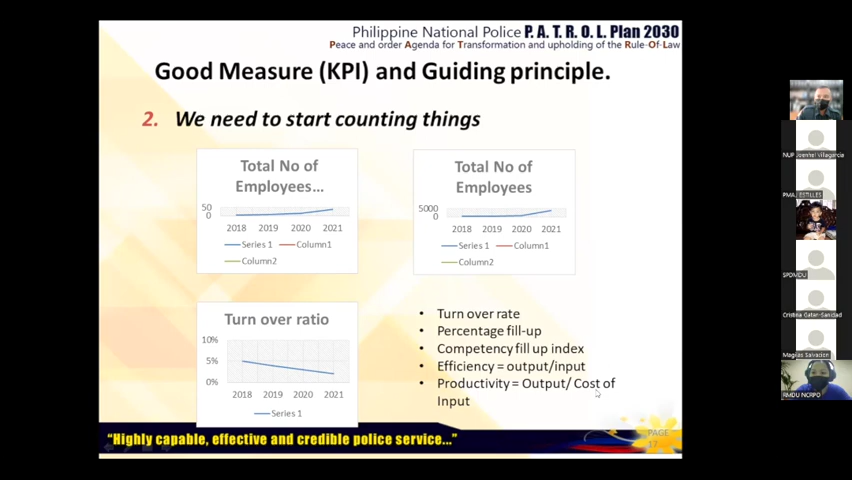 Philippine National Police P. A. T. R. O. L. Plan 2030
Peace and order Agenda for Transformation and upholding of the Rule-Of-Law
Good Measure (KPI) and Guiding principle.
2. We need to start counting things
Total No of
Employees…
50
0
2018 2019 2020 2021
Series 1 Column1
Column2
Total No of
Employees
5000
0
2018 2019 2020 2021
Series 1 Column1
Column2
Turn over ratio
10%
5%
0%
2018 2019 2020 2021
Series 1
• Turn over rate
• Percentage fill-up
• Competency fill up index
• Efficiency = output/input
• Productivity = Output/ Cost of
Input
"Highly capable, effective and credible police service..."
PAGE
17
NUP Villagarcia
PMAJ ESTILLES
SPDMDU
Cristina Gatan-Sanidad
Magilas Salvacion
RMDU NCRPO